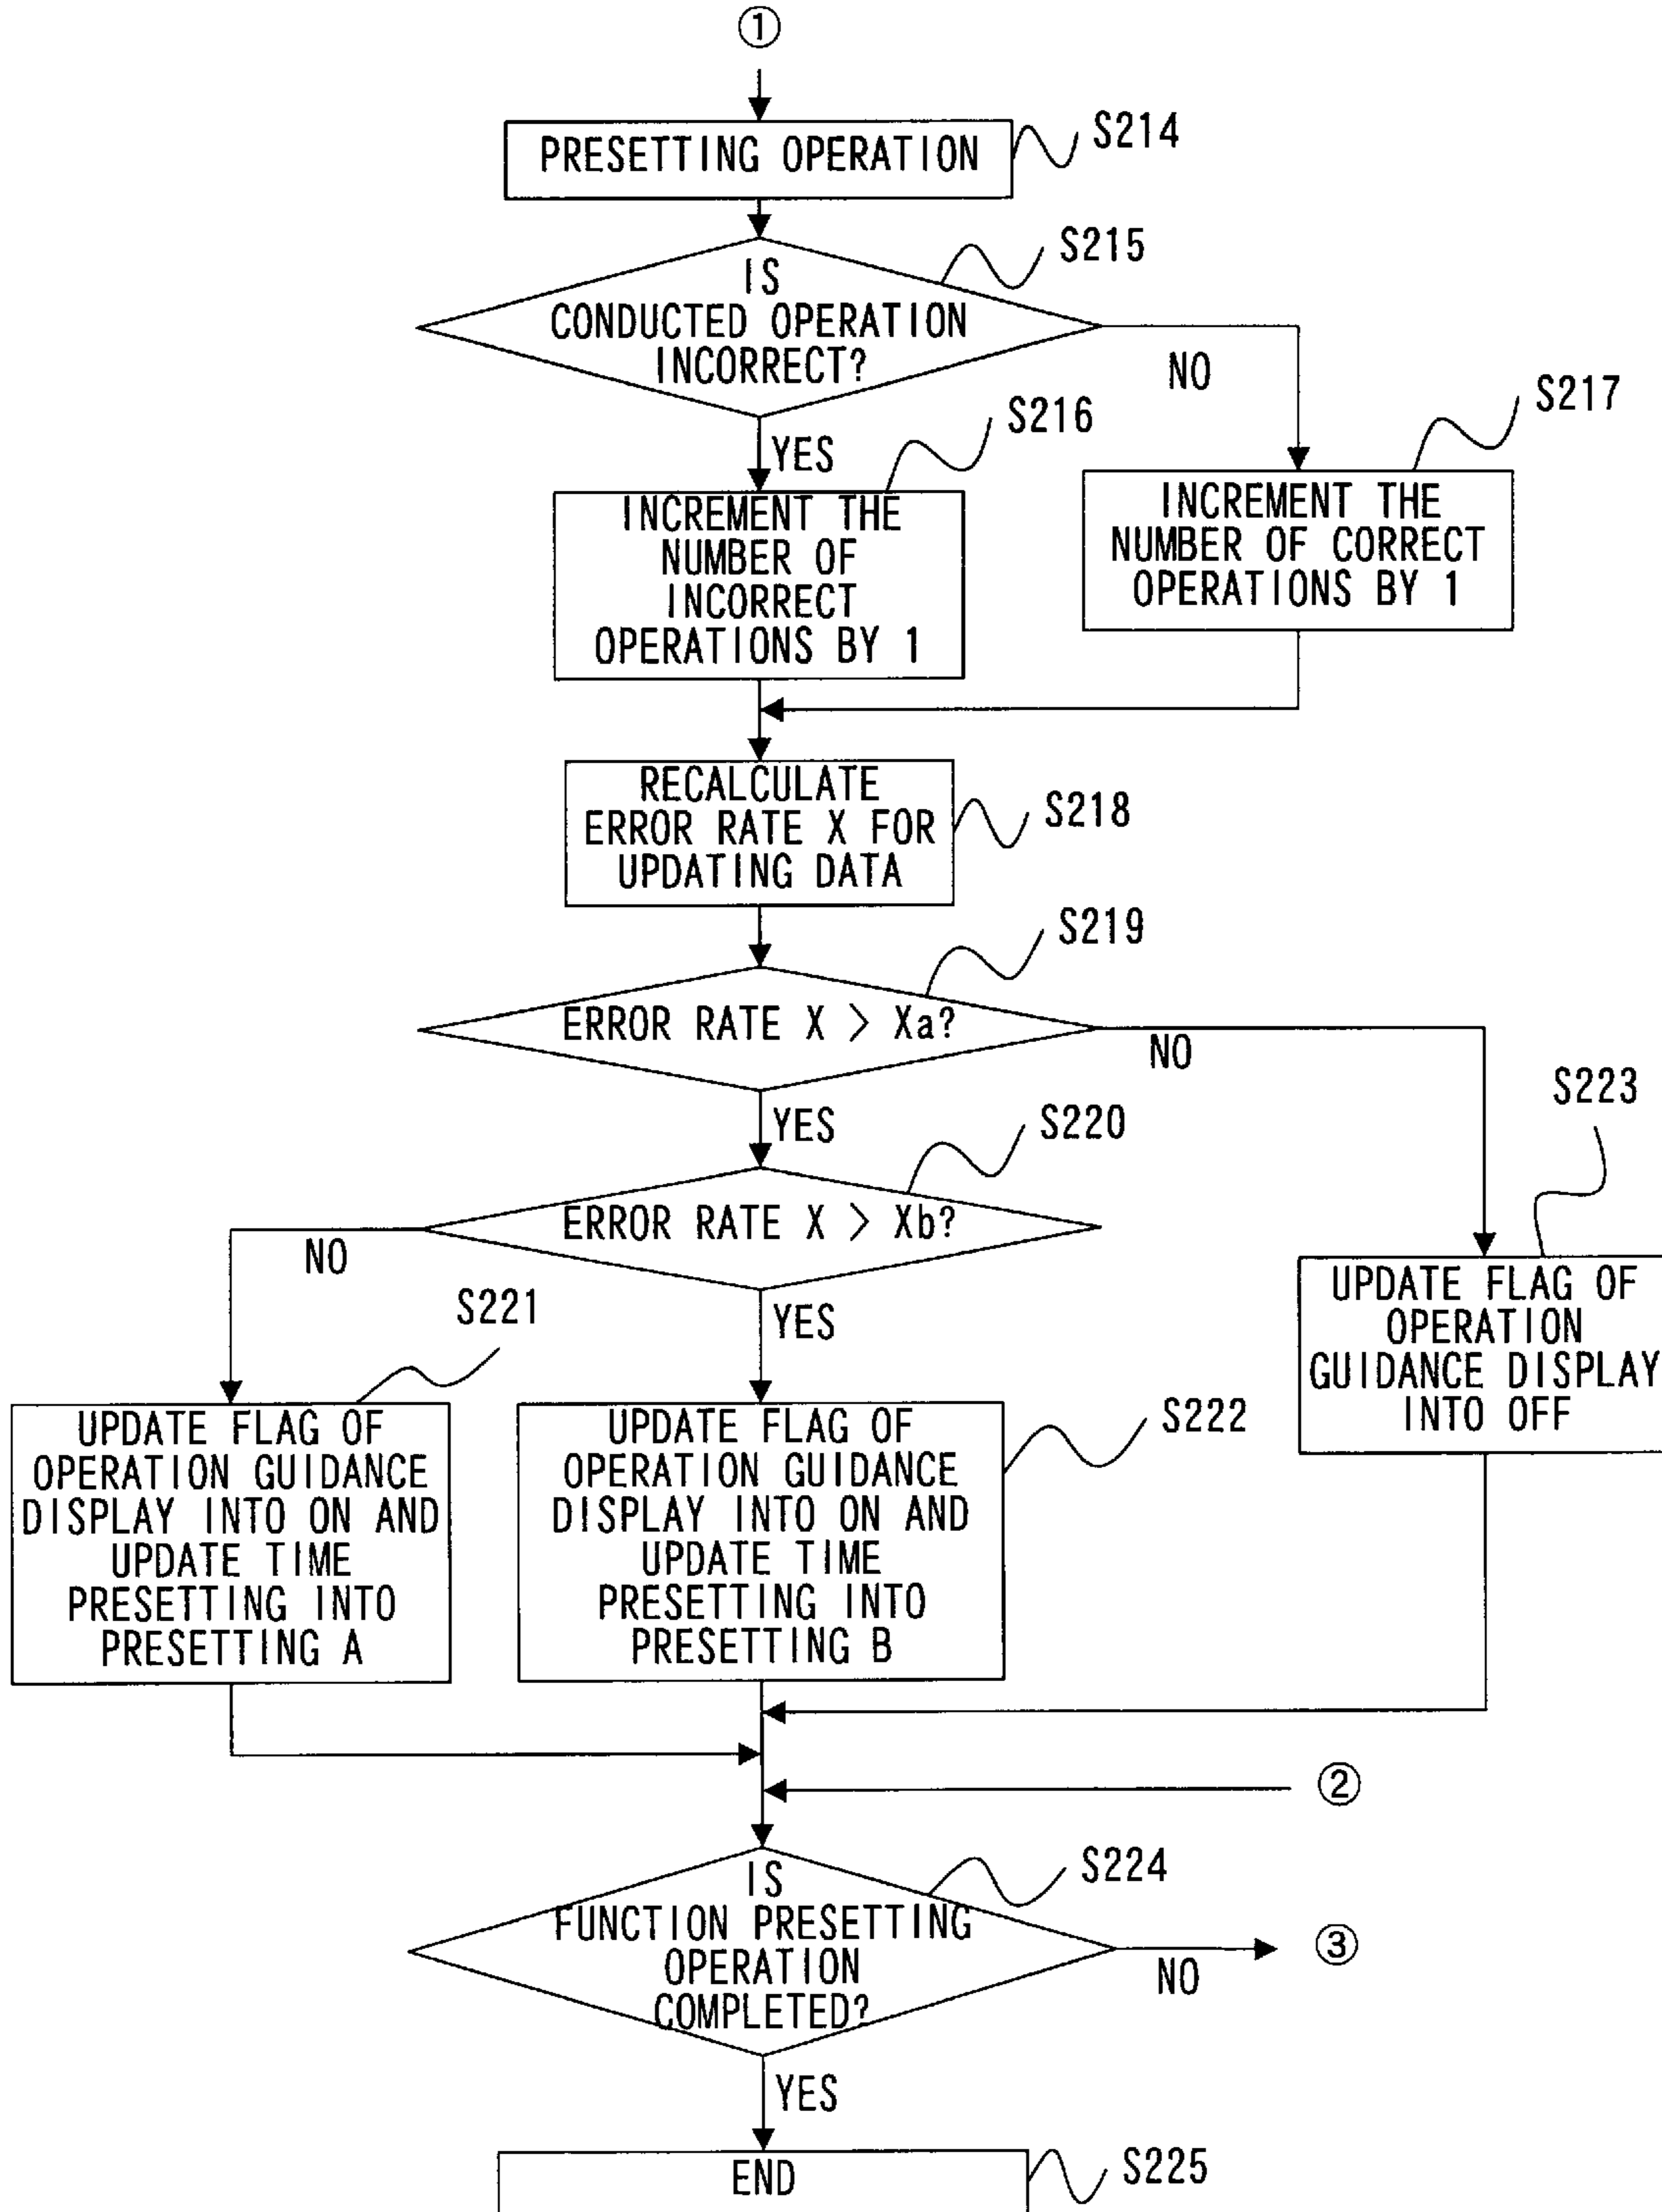 ①
PRESETTING OPERATION
S214
IS
CONDUCTED OPERATION
INCORRECT?
S215
NO
YES
S216
INCREMENT THE
NUMBER OF
INCORRECT
OPERATIONS BY 1
S217
INCREMENT THE
NUMBER OF CORRECT
OPERATIONS BY 1
RECALCULATE
ERROR RATE X FOR
UPDATING DATA
S218
S219
ERROR RATE X > Xa?
NO
YES
S220
ERROR RATE X > Xb?
NO
YES
S223
UPDATE FLAG OF
OPERATION
GUIDANCE DISPLAY
INTO OFF
S221
UPDATE FLAG OF
OPERATION GUIDANCE
DISPLAY INTO ON AND
UPDATE TIME
PRESETTING INTO
PRESETTING A
S222
UPDATE FLAG OF
OPERATION GUIDANCE
DISPLAY INTO ON AND
UPDATE TIME
PRESETTING INTO
PRESETTING B
②
S224
IS
FUNCTION PRESETTING
OPERATION
COMPLETED?
NO
③
YES
END
S225